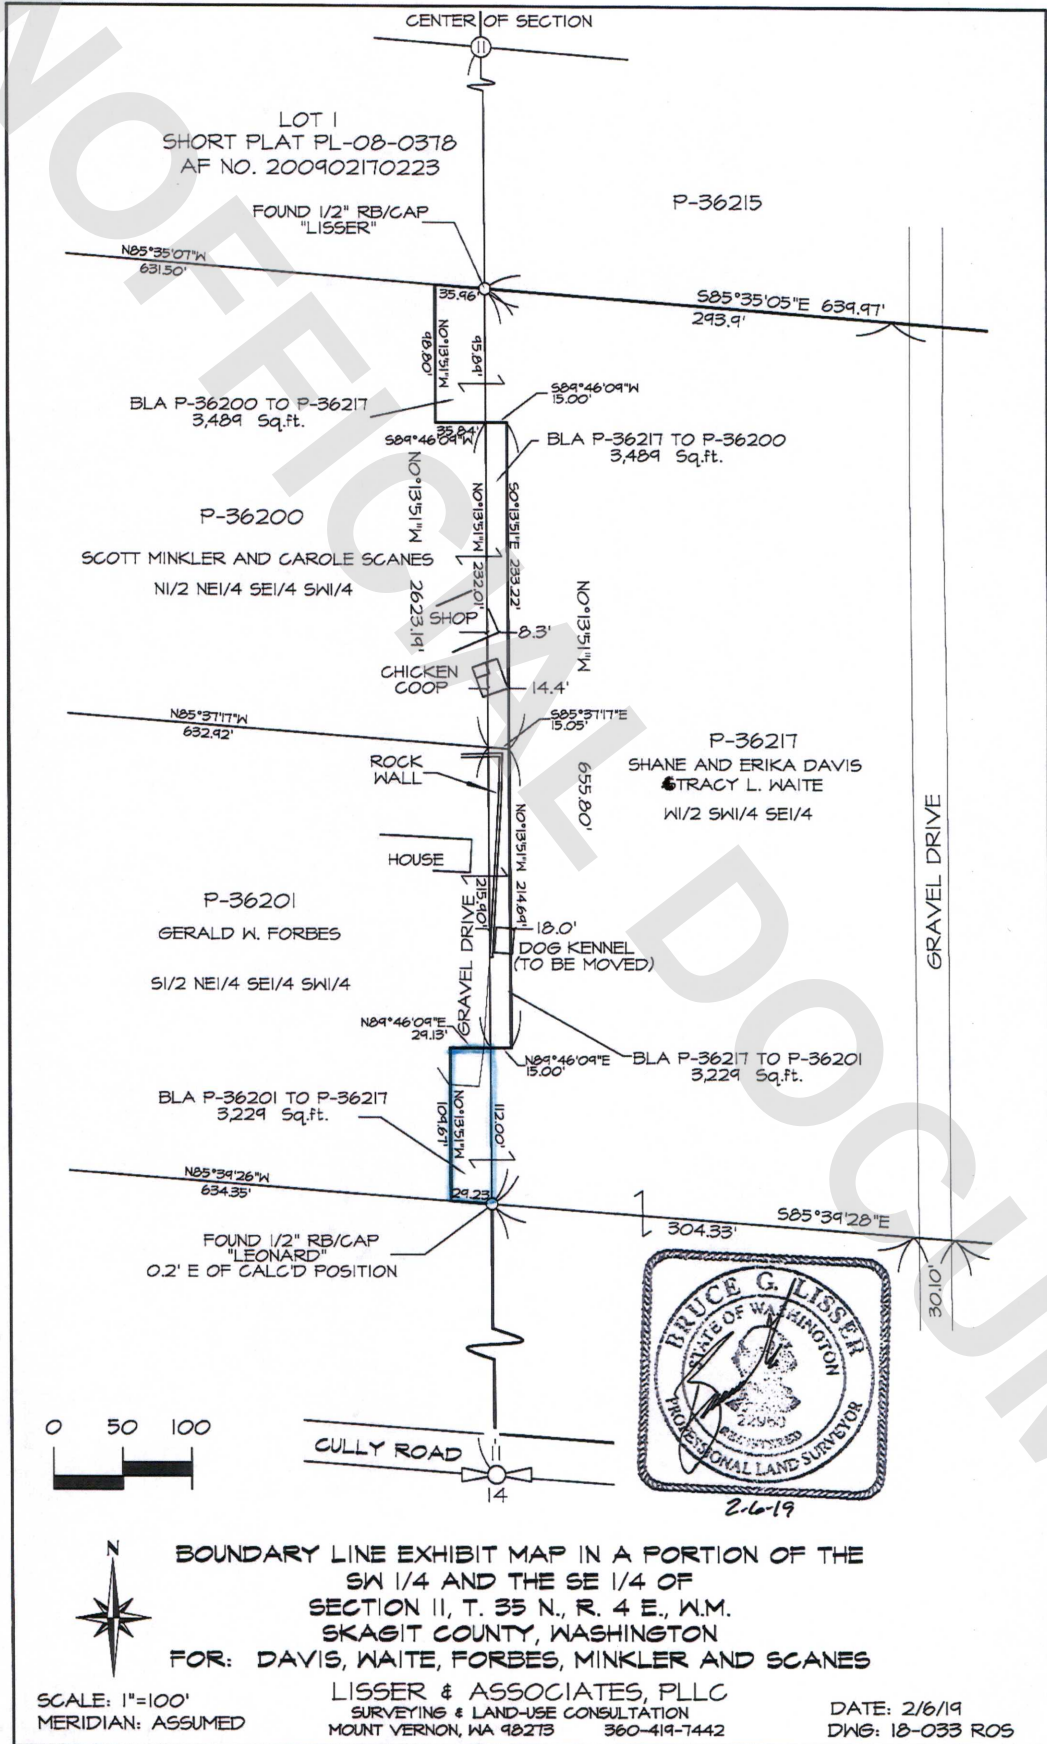 CENTER OF SECTION
11
LOT 1
SHORT PLAT PL-08-0378
AF NO. 200902170223
P-36215
FOUND 1/2" RB/CAP
"LISSER"
N85°35'07"W
631.50'
35.96'
S85°35'05"E 639.97'
293.9'
98.80'
N0°13'51"W
95.89'
S89°46'09"W
15.00'
BLA P-36200 TO P-36217
3,489 Sq.ft.
35.84'
S89°46'09"W
BLA P-36217 TO P-36200
3,489 Sq.ft.
N0°13'51"W 2623.19'
N0°13'51"W 232.01'
S0°13'51"E 233.22'
P-36200
SCOTT MINKLER AND CAROLE SCANES
N1/2 NE1/4 SE1/4 SW1/4
SHOP
8.3'
N0°13'51"W 655.80'
CHICKEN
COOP
14.4'
N85°37'17"W
632.92'
S85°37'17"E
15.05'
ROCK
WALL
P-36217
SHANE AND ERIKA DAVIS
TRACY L. WAITE
W1/2 SW1/4 SE1/4
GRAVEL DRIVE
HOUSE
N0°13'51"W 214.69'
215.90'
P-36201
GERALD W. FORBES
S1/2 NE1/4 SE1/4 SW1/4
GRAVEL DRIVE
18.0'
DOG KENNEL
(TO BE MOVED)
N89°46'09"E
29.13'
N89°46'09"E
15.00'
BLA P-36217 TO P-36201
3,229 Sq.ft.
BLA P-36201 TO P-36217
3,229 Sq.ft.
109.67'
N0°13'51"W
112.00'
N85°39'26"W
634.35'
29.23'
304.33'
S85°39'28"E
30.10'
FOUND 1/2" RB/CAP
"LEONARD"
0.2' E OF CALC'D POSITION
BRUCE G. LISSER
STATE OF WASHINGTON
22960
REGISTERED
PROFESSIONAL LAND SURVEYOR
2-6-19
0 50 100
CULLY ROAD
11
14
N
BOUNDARY LINE EXHIBIT MAP IN A PORTION OF THE
SW 1/4 AND THE SE 1/4 OF
SECTION 11, T. 35 N., R. 4 E., W.M.
SKAGIT COUNTY, WASHINGTON
FOR: DAVIS, WAITE, FORBES, MINKLER AND SCANES
SCALE: 1"=100'
MERIDIAN: ASSUMED
LISSER & ASSOCIATES, PLLC
SURVEYING & LAND-USE CONSULTATION
MOUNT VERNON, WA 98273 360-419-7442
DATE: 2/6/19
DWG: 18-033 ROS
NOFFICIAL DOCUM